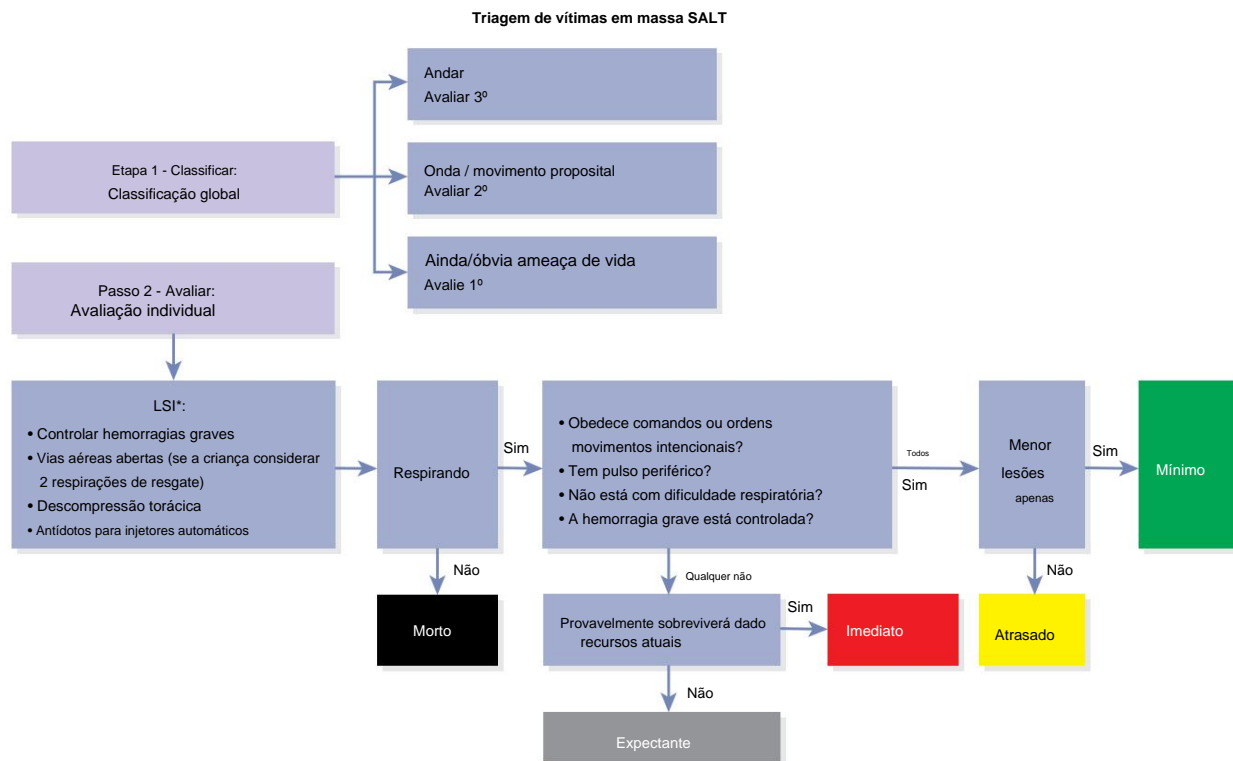 Triagem de vítimas em massa SALT
Andar
Avaliar 3º
Etapa 1 - Classificar:
Classificação global
Onda / movimento proposital
Avaliar 2º
Ainda/óbvia ameaça de vida
Avalie 1º
Passo 2 - Avaliar:
Avaliação individual
LSI*:
• Controlar hemorragias graves
• Vias aéreas abertas (se a criança considerar
2 respirações de resgate)
• Descompressão torácica
• Antídotos para injetores automáticos
Respirando
Sim
• Obedece comandos ou ordens
movimentos intencionais?
• Tem pulso periférico?
• Não está com dificuldade respiratória?
• A hemorragia grave está controlada?
Todos
Sim
Menor
lesões
apenas
Sim
Mínimo
Não
Morto
Qualquer não
Provavelmente sobreviverá dado
recursos atuais
Sim
Imediato
Não
Atrasado
Não
Expectante